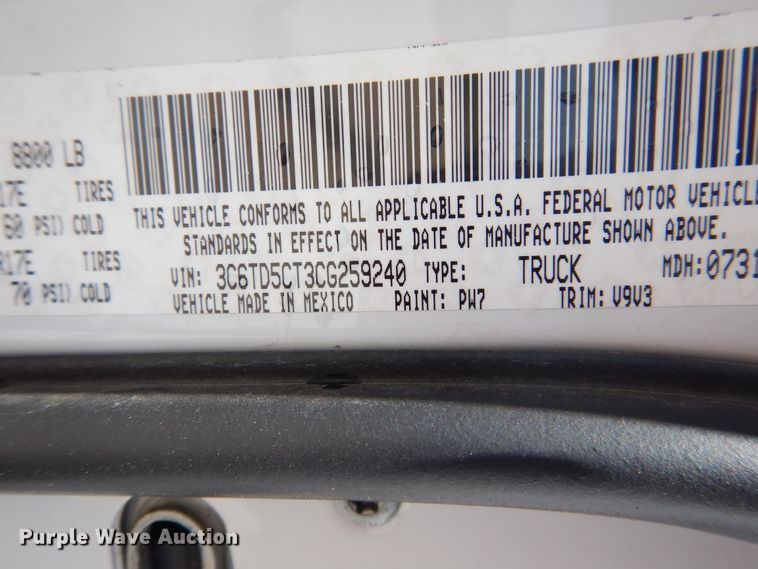 8800 LB
17E TIRES
60 PSI) COLD
R17E TIRES
70 PSI) COLD
THIS VEHICLE CONFORMS TO ALL APPLICABLE U.S.A. FEDERAL MOTOR VEHICLE
STANDARDS IN EFFECT ON THE DATE OF MANUFACTURE SHOWN ABOVE.
VIN: 3C6TD5CT3CG259240 TYPE: TRUCK MDH:0731
VEHICLE MADE IN MEXICO PAINT: PW7 TRIM: V9V3
Purple Wave Auction